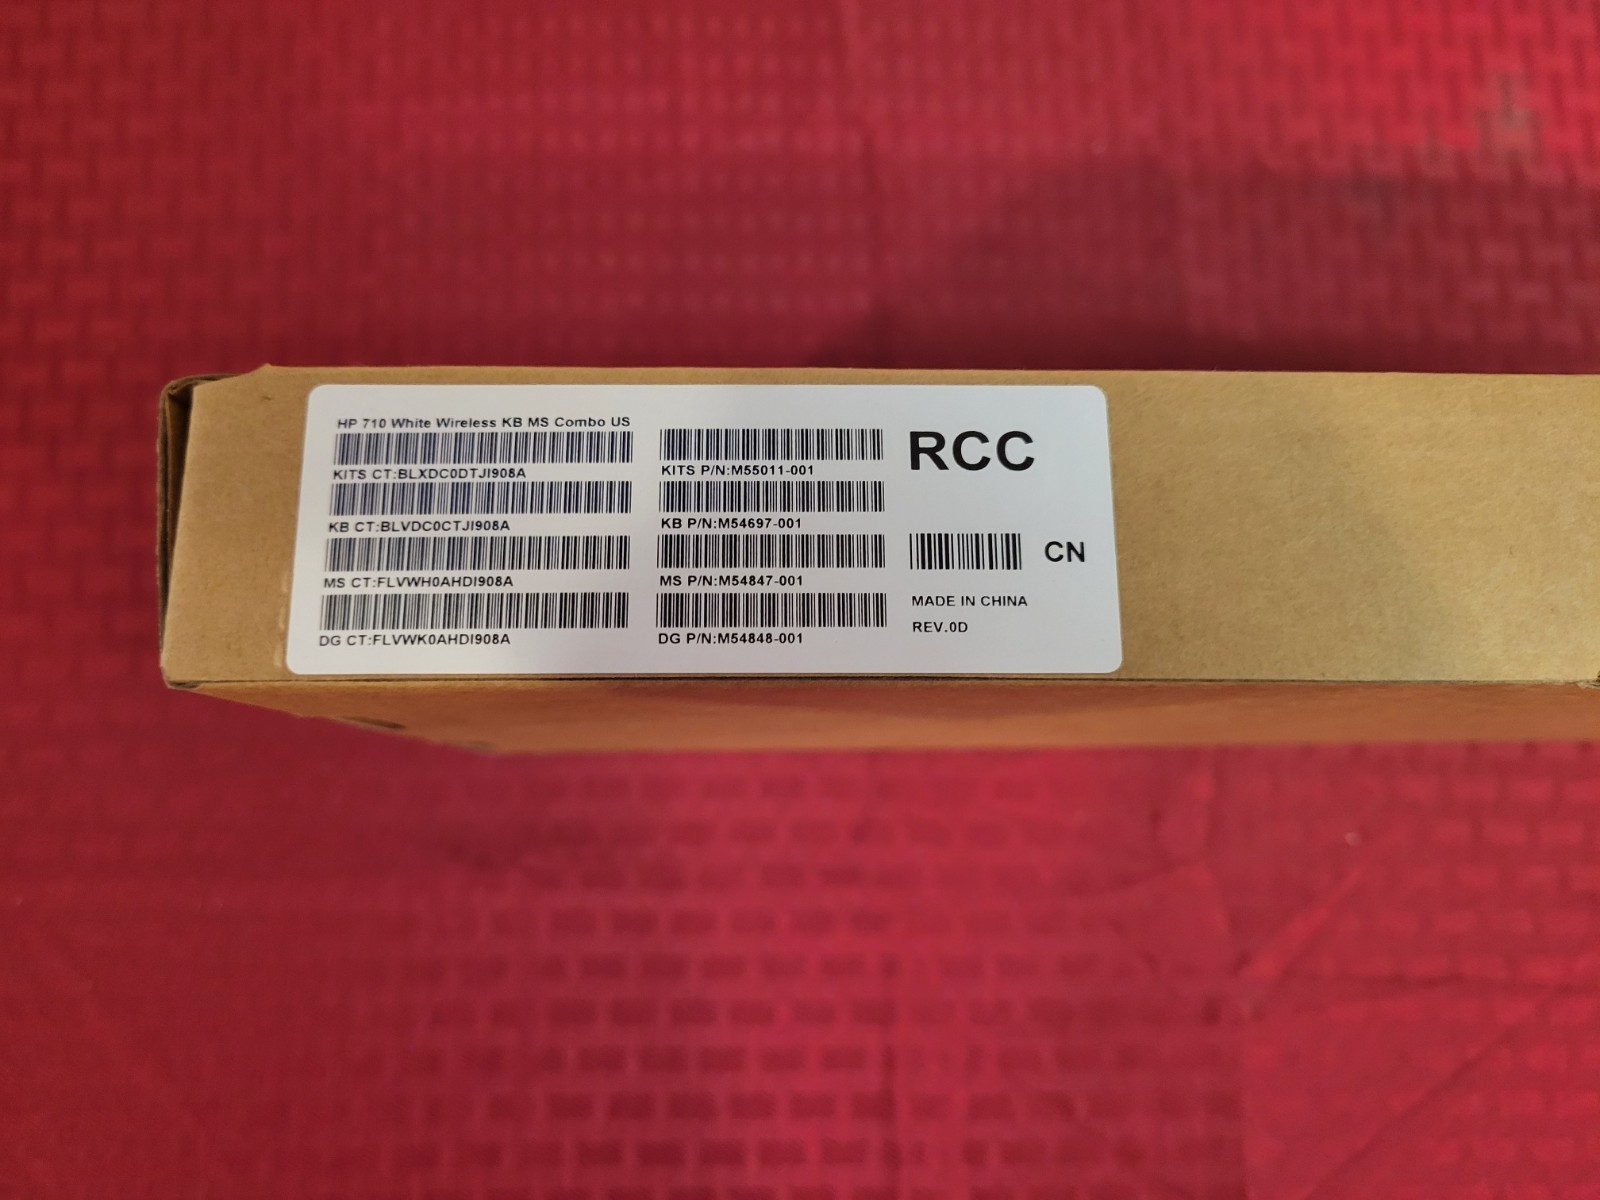 HP 710 White Wireless KB MS Combo US
KITS CT:BLXDC0DTJI908A
KB CT:BLVDC0CTJI908A
MS CT:FLVWH0AHDI908A
DG CT:FLVWK0AHDI908A
KITS P/N:M55011-001
KB P/N:M54697-001
MS P/N:M54847-001
DG P/N:M54848-001
RCC
CN
MADE IN CHINA
REV.0D